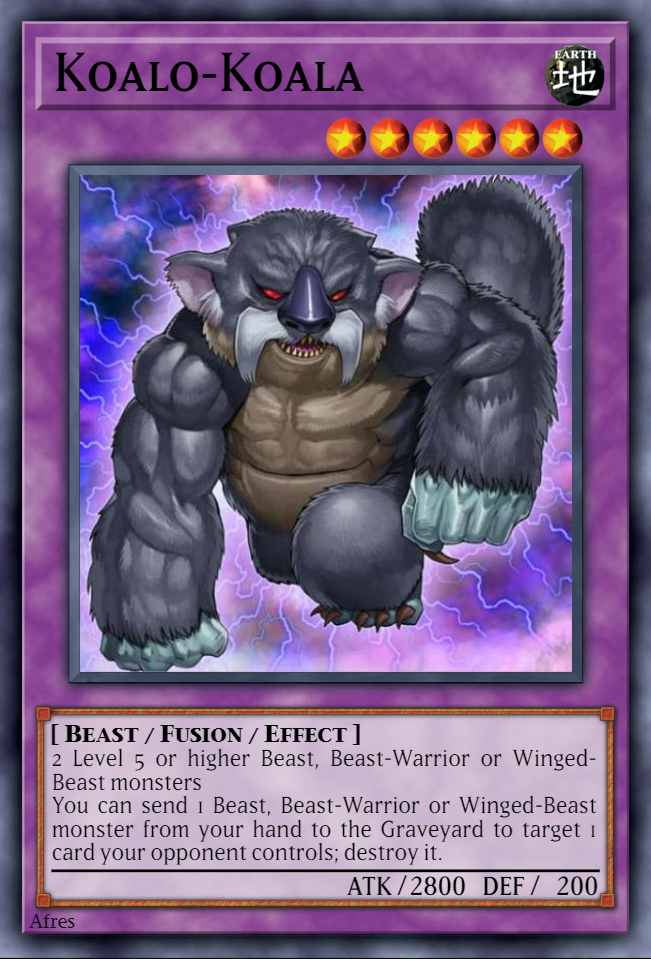 Koalo-Koala
EARTH
地
[ Beast / Fusion / Effect ]
2 Level 5 or higher Beast, Beast-Warrior or Winged-
Beast monsters
You can send 1 Beast, Beast-Warrior or Winged-Beast
monster from your hand to the Graveyard to target 1
card your opponent controls; destroy it.
ATK / 2800 DEF / 200
Afres